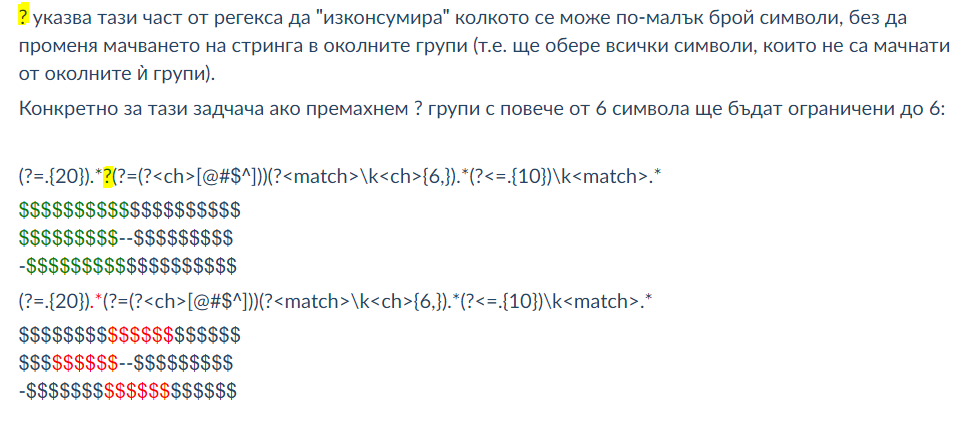 ? указва тази част от регекса да "изконсумира" колкото се може по-малък брой символи, без да
променя мачването на стринга в околните групи (т.е. ще обере всички символи, които не са мачнати
от околните ѝ групи).
Конкретно за тази задчача ако премахнем ? групи с повече от 6 символа ще бъдат ограничени до 6:
(?=.{20}).*?(?=(?<ch>[@#$^]))(?<match>\k<ch>{6,}).*(?<=.{10})\k<match>.*
$$$$$$$$$$$$$$$$$$$$
$$$$$$$$$--$$$$$$$$$
-$$$$$$$$$$$$$$$$$$$
(?=.{20}).*(?=(?<ch>[@#$^]))(?<match>\k<ch>{6,}).*(?<=.{10})\k<match>.*
$$$$$$$$$$$$$$$$$$$$
$$$$$$$$$--$$$$$$$$$
-$$$$$$$$$$$$$$$$$$$